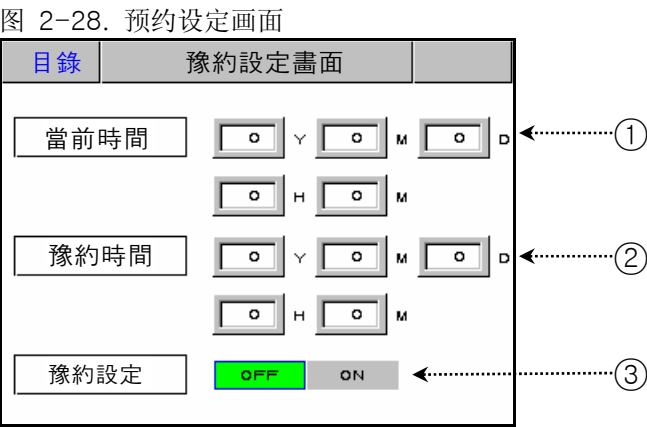 图 2-28. 预约设定画面
目錄 豫約設定畫面
當前時間 0 Y 0 M 0 D ①
0 H 0 M
豫約時間 0 Y 0 M 0 D ②
0 H 0 M
豫約設定 OFF ON ③